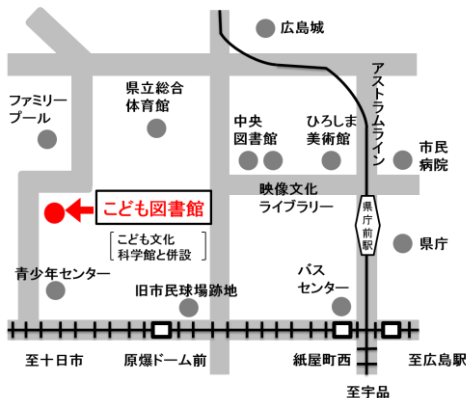 広島城
アストラムライン
県立総合
体育館
ファミリー
プール
中央
図書館
ひろしま
美術館
市民
病院
映像文化
ライブラリー
こども図書館
こども文化
科学館と併設
県庁前駅
県庁
青少年センター
旧市民球場跡地
バス
センター
至十日市
原爆ドーム前
紙屋町西
至広島駅
至宇品